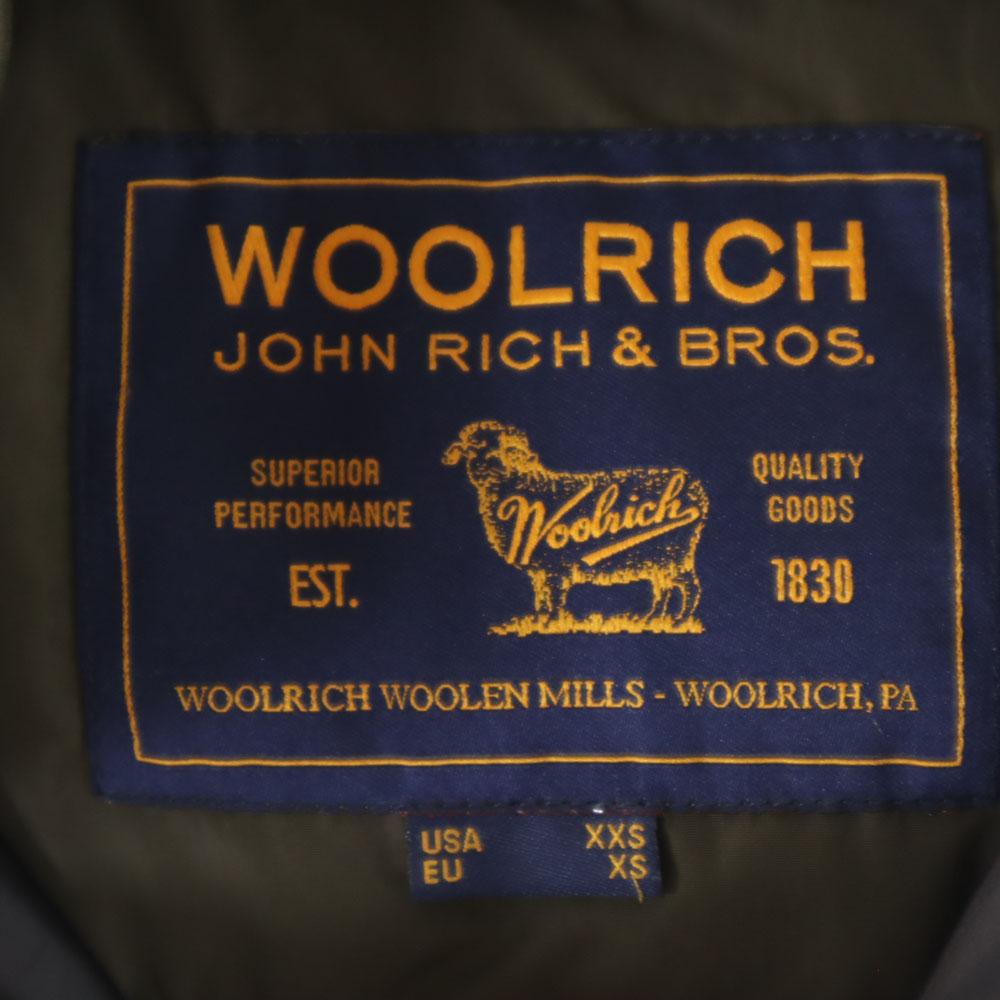 WOOLRICH
JOHN RICH & BROS.
SUPERIOR
PERFORMANCE
EST.
Woolrich
QUALITY
GOODS
1830
WOOLRICH WOOLEN MILLS - WOOLRICH, PA
USA XXS
EU XS